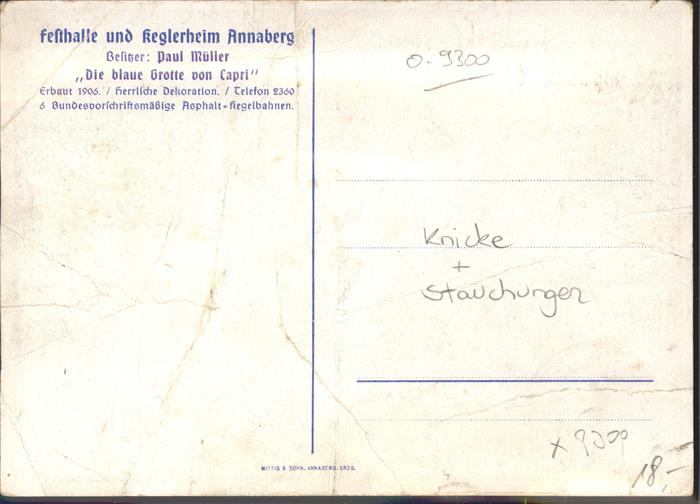 Festhalle und Keglerheim Annaberg
Besitzer: Paul Müller
„Die blaue Grotte von Capri"
Erbaut 1906. / Herrliche Dekoration. / Telefon 2360
6 Bundesvorschriftsmäßige Asphalt-Kegelbahnen.
0-9300
Knicke
+
Stauchungen
WITTIG & SOHN, ANNABERG, ERZG.
x 9300
18,-